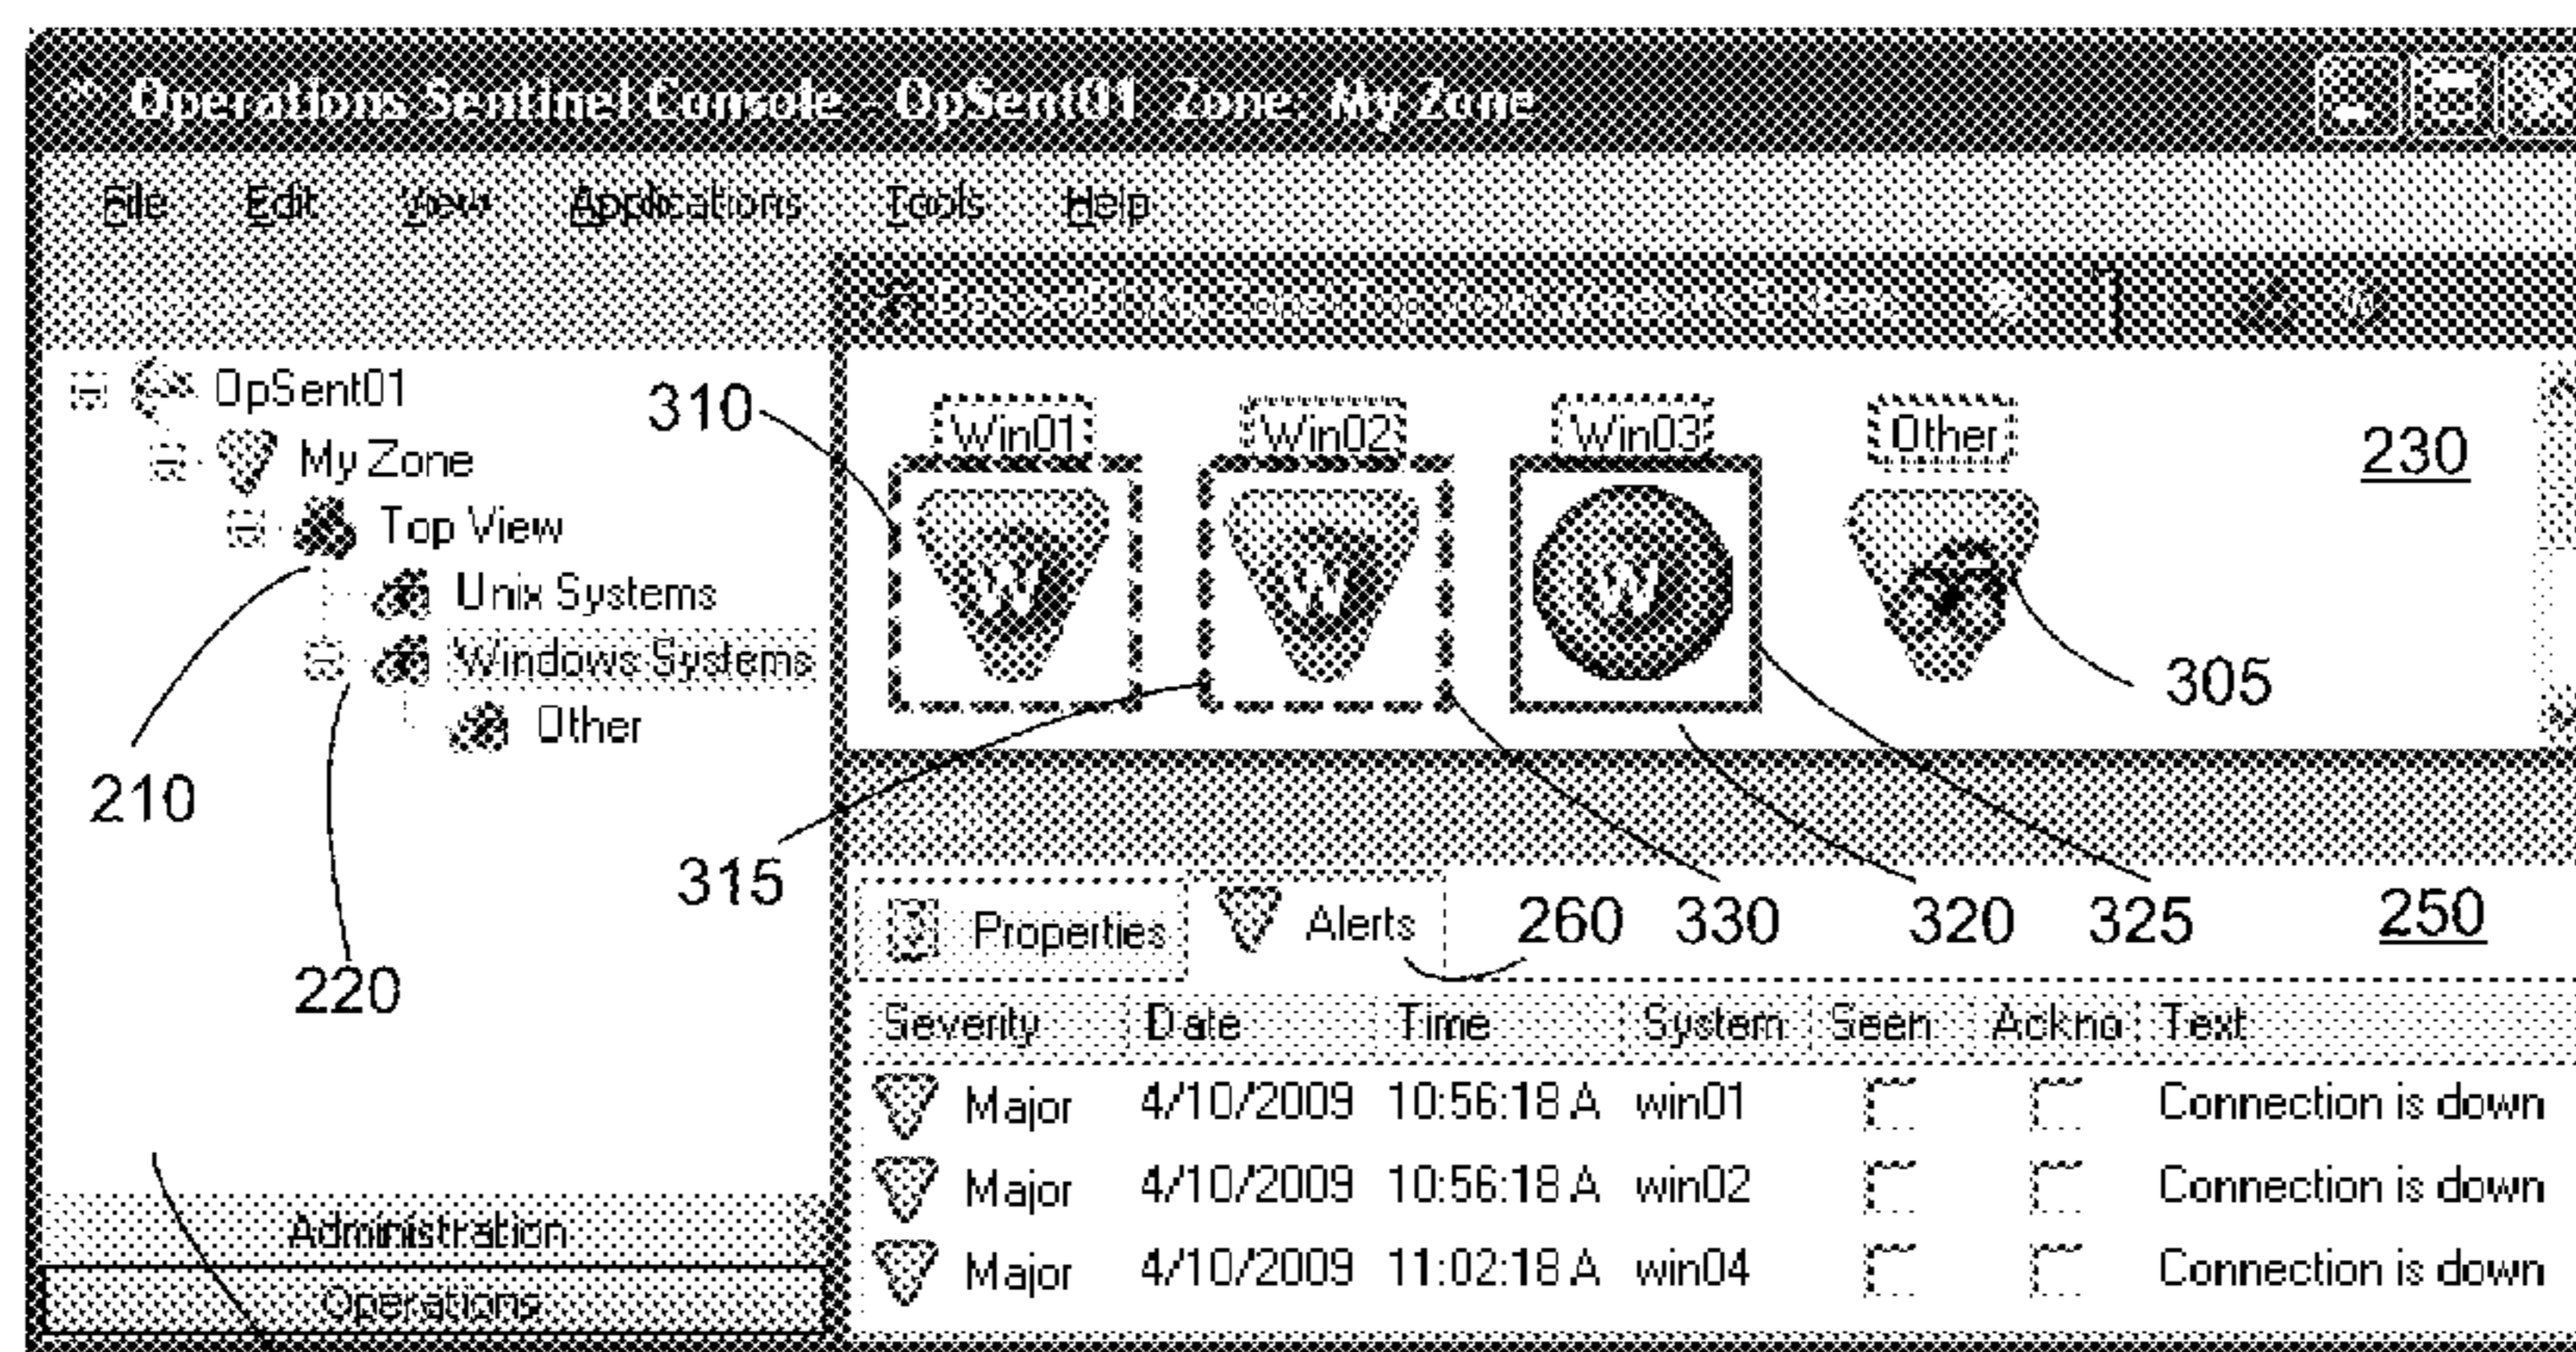 Operations Sentinel Console - OpSent01 Zone: My Zone
File Edit View Applications Tools Help
OpSent01
My Zone
Top View
Unix Systems
Windows Systems
Other
210
220
310
Win01
Win02
Win03
Other
W
W
W
230
305
315
Properties
Alerts
260
330
320
325
250
Severity Date Time System Seen Ackno Text
Major 4/10/2009 10:56:18 A win01 Connection is down
Major 4/10/2009 10:56:18 A win02 Connection is down
Major 4/10/2009 11:02:18 A win04 Connection is down
Administration
Operations